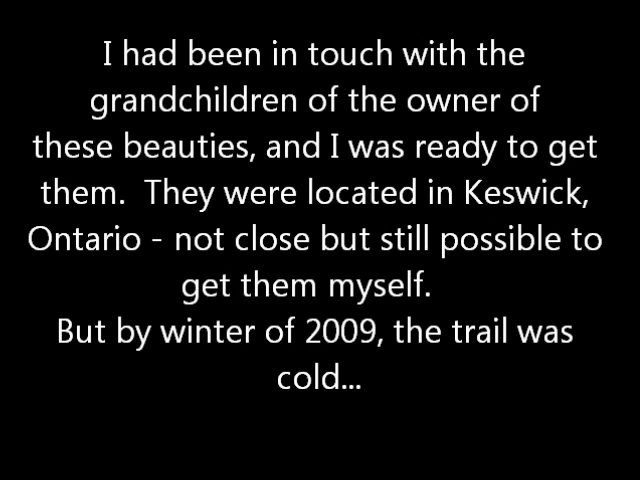 I had been in touch with the
grandchildren of the owner of
these beauties, and I was ready to get
them.  They were located in Keswick,
Ontario - not close but still possible to
get them myself.
But by winter of 2009, the trail was
cold...